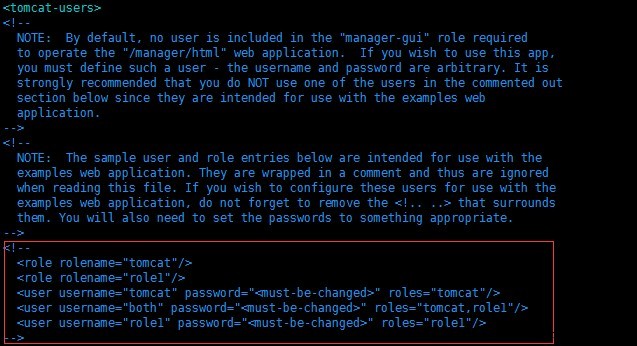 <tomcat-users>
<!--
  NOTE:  By default, no user is included in the "manager-gui" role required
  to operate the "/manager/html" web application.  If you wish to use this app,
  you must define such a user - the username and password are arbitrary. It is
  strongly recommended that you do NOT use one of the users in the commented out
  section below since they are intended for use with the examples web
  application.
-->
<!--
  NOTE:  The sample user and role entries below are intended for use with the
  examples web application. They are wrapped in a comment and thus are ignored
  when reading this file. If you wish to configure these users for use with the
  examples web application, do not forget to remove the <!.. ..> that surrounds
  them. You will also need to set the passwords to something appropriate.
-->
<!--
  <role rolename="tomcat"/>
  <role rolename="role1"/>
  <user username="tomcat" password="<must-be-changed>" roles="tomcat"/>
  <user username="both" password="<must-be-changed>" roles="tomcat,role1"/>
  <user username="role1" password="<must-be-changed>" roles="role1"/>
-->